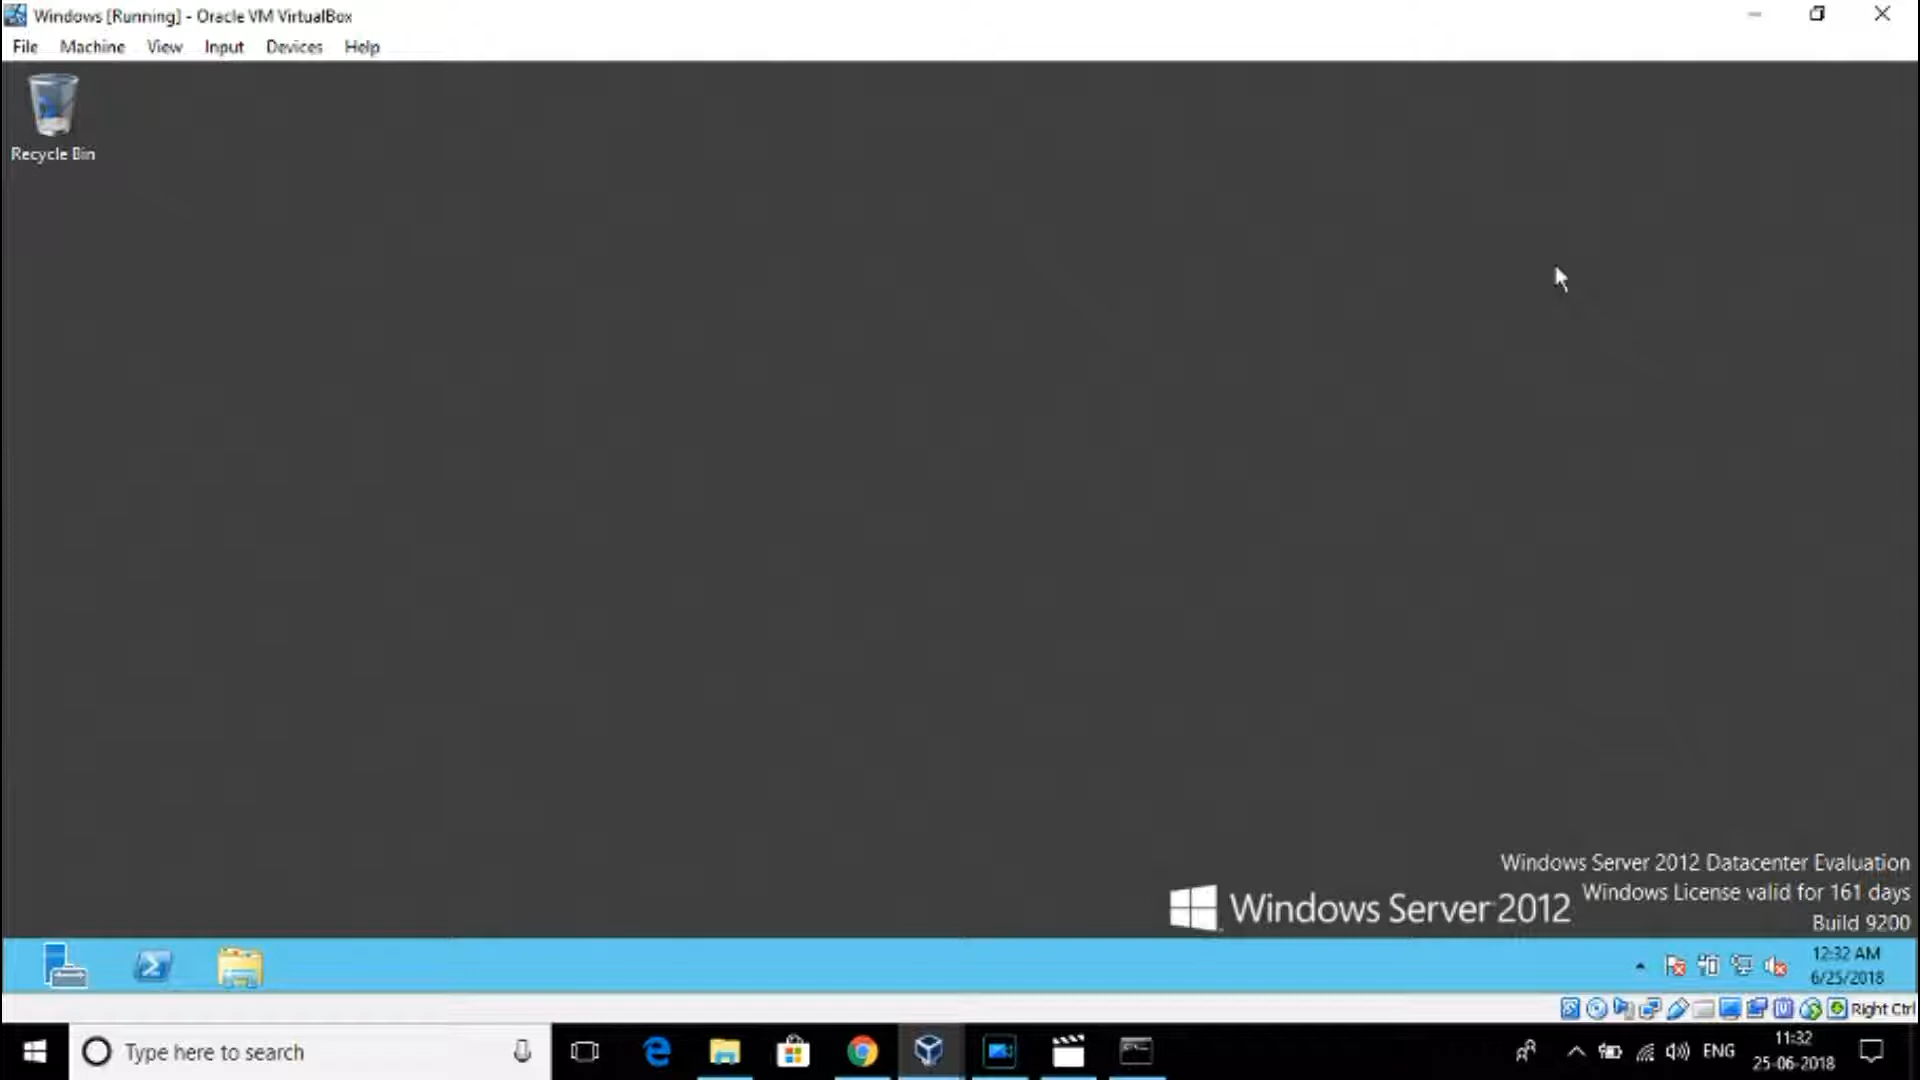 Windows [Running] - Oracle VM VirtualBox
File Machine View Input Devices Help
Recycle Bin
Windows Server 2012 Datacenter Evaluation
Windows License valid for 161 days
Build 9200
Windows Server 2012
12:32 AM
6/25/2018
Right Ctrl
Type here to search
ENG
11:32
25-06-2018